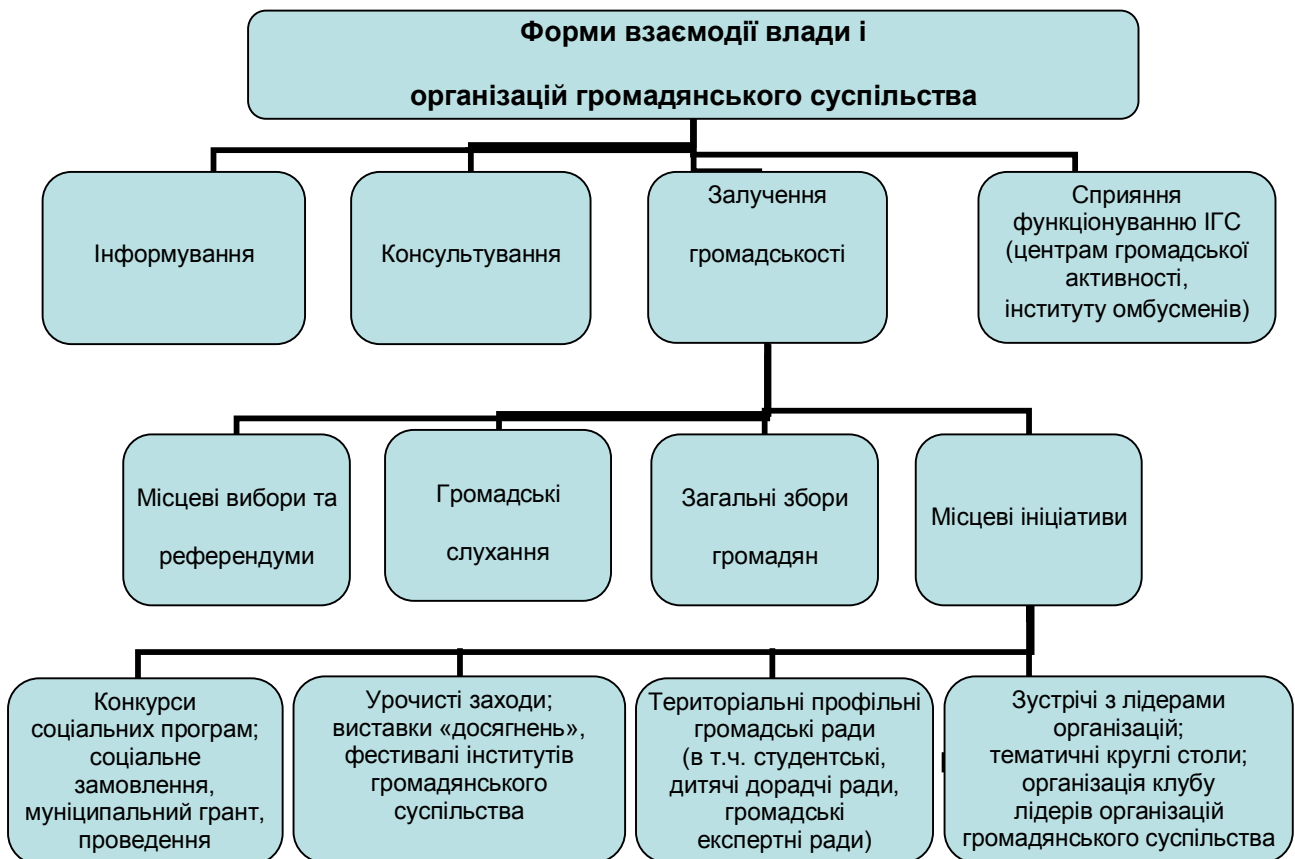 Форми взаємодії влади і
організацій громадянського суспільства
Інформування
Консультування
Залучення
громадськості
Сприяння
функціонуванню ІГС
(центрам громадської
активності,
інституту омбусменів)
Місцеві вибори та
референдуми
Громадські
слухання
Загальні збори
громадян
Місцеві ініціативи
Конкурси
соціальних програм;
соціальне
замовлення,
муніципальний грант,
проведення
Урочисті заходи;
виставки «досягнень»,
фестивалі інститутів
громадянського
суспільства
Територіальні профільні
громадські ради
(в т.ч. студентські,
дитячі дорадчі ради,
громадські
експертні ради)
Зустрічі з лідерами
організацій;
тематичні круглі столи;
організація клубу
лідерів організацій
громадянського суспільства